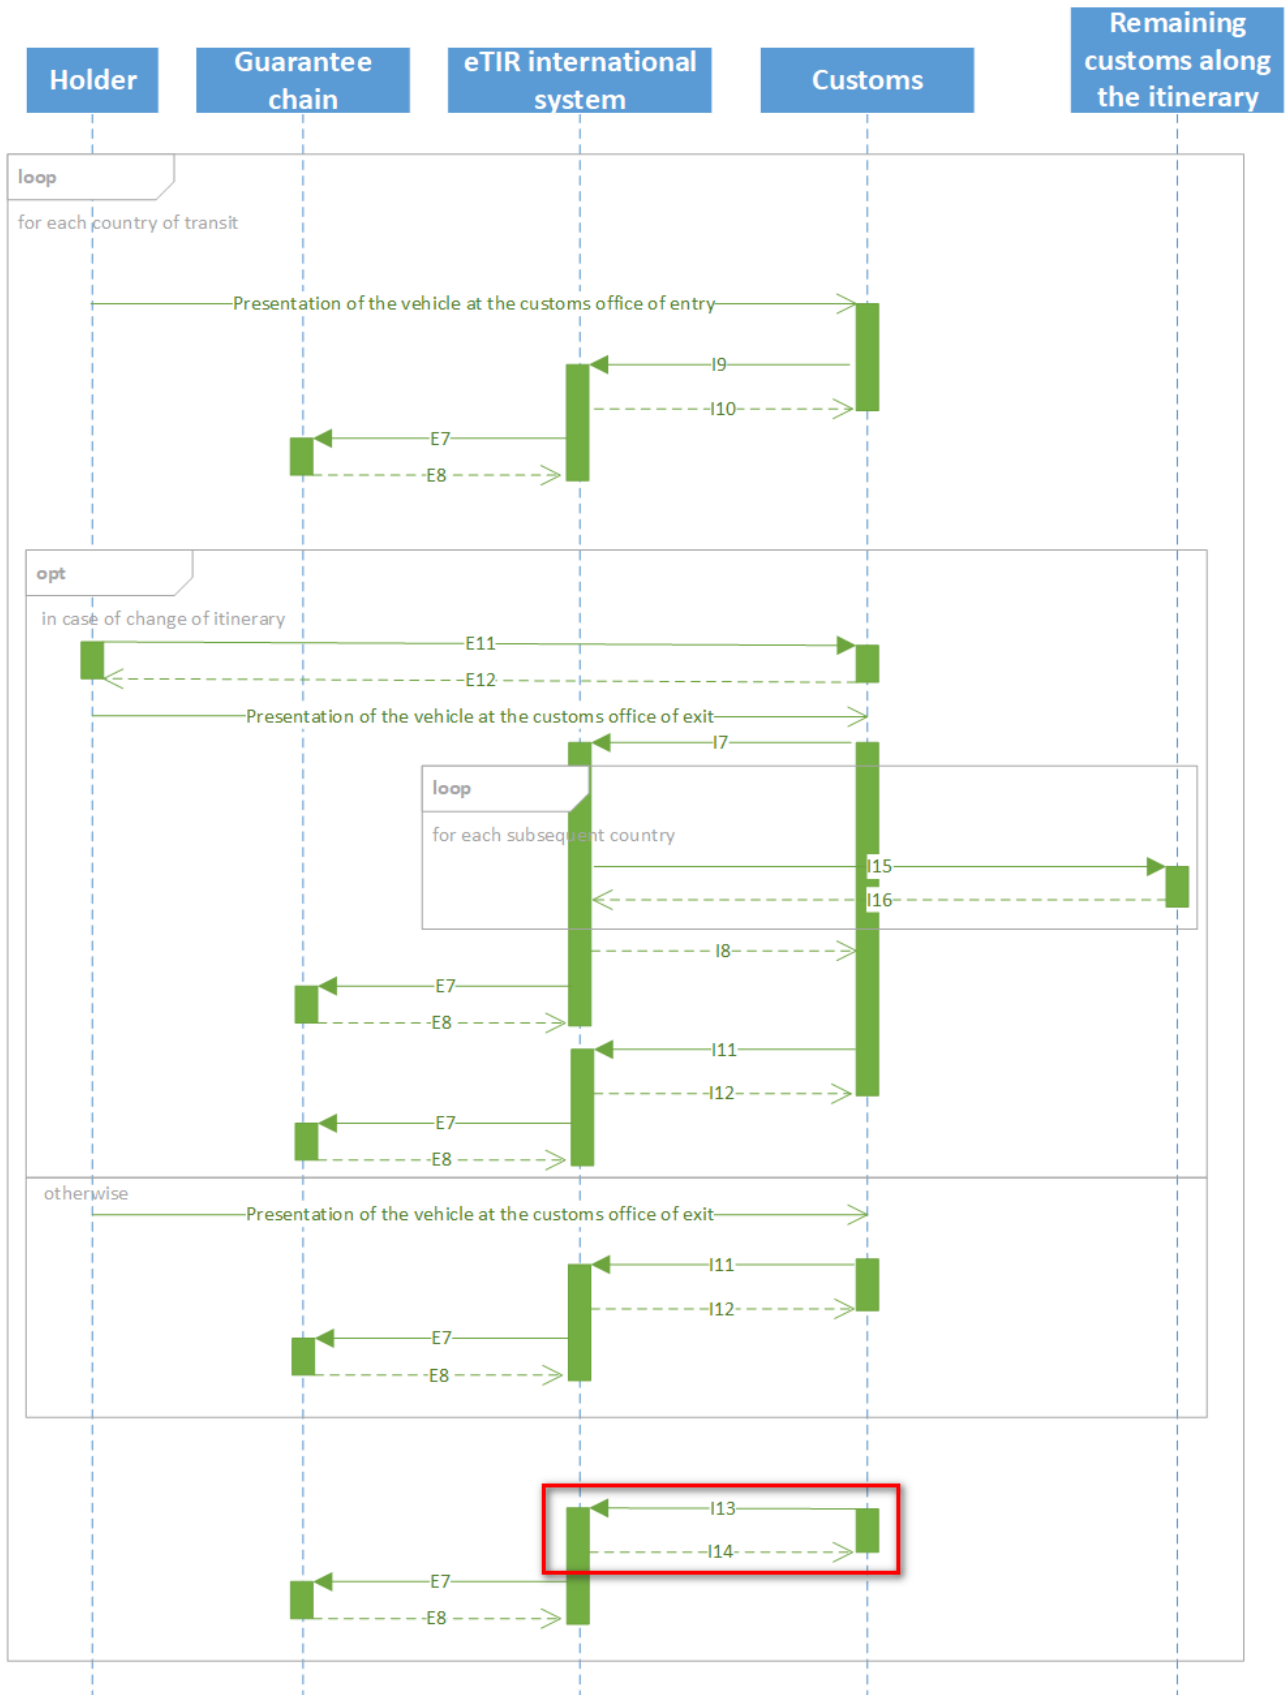 Holder
Guarantee
chain
eTIR international
system
Customs
Remaining
customs along
the itinerary
loop
for each country of transit
Presentation of the vehicle at the customs office of entry
I9
I10
E7
E8
opt
in case of change of itinerary
E11
E12
Presentation of the vehicle at the customs office of exit
I7
loop
for each subsequent country
I15
I16
I8
E7
E8
I11
I12
E7
E8
otherwise
Presentation of the vehicle at the customs office of exit
I11
I12
E7
E8
I13
I14
E7
E8